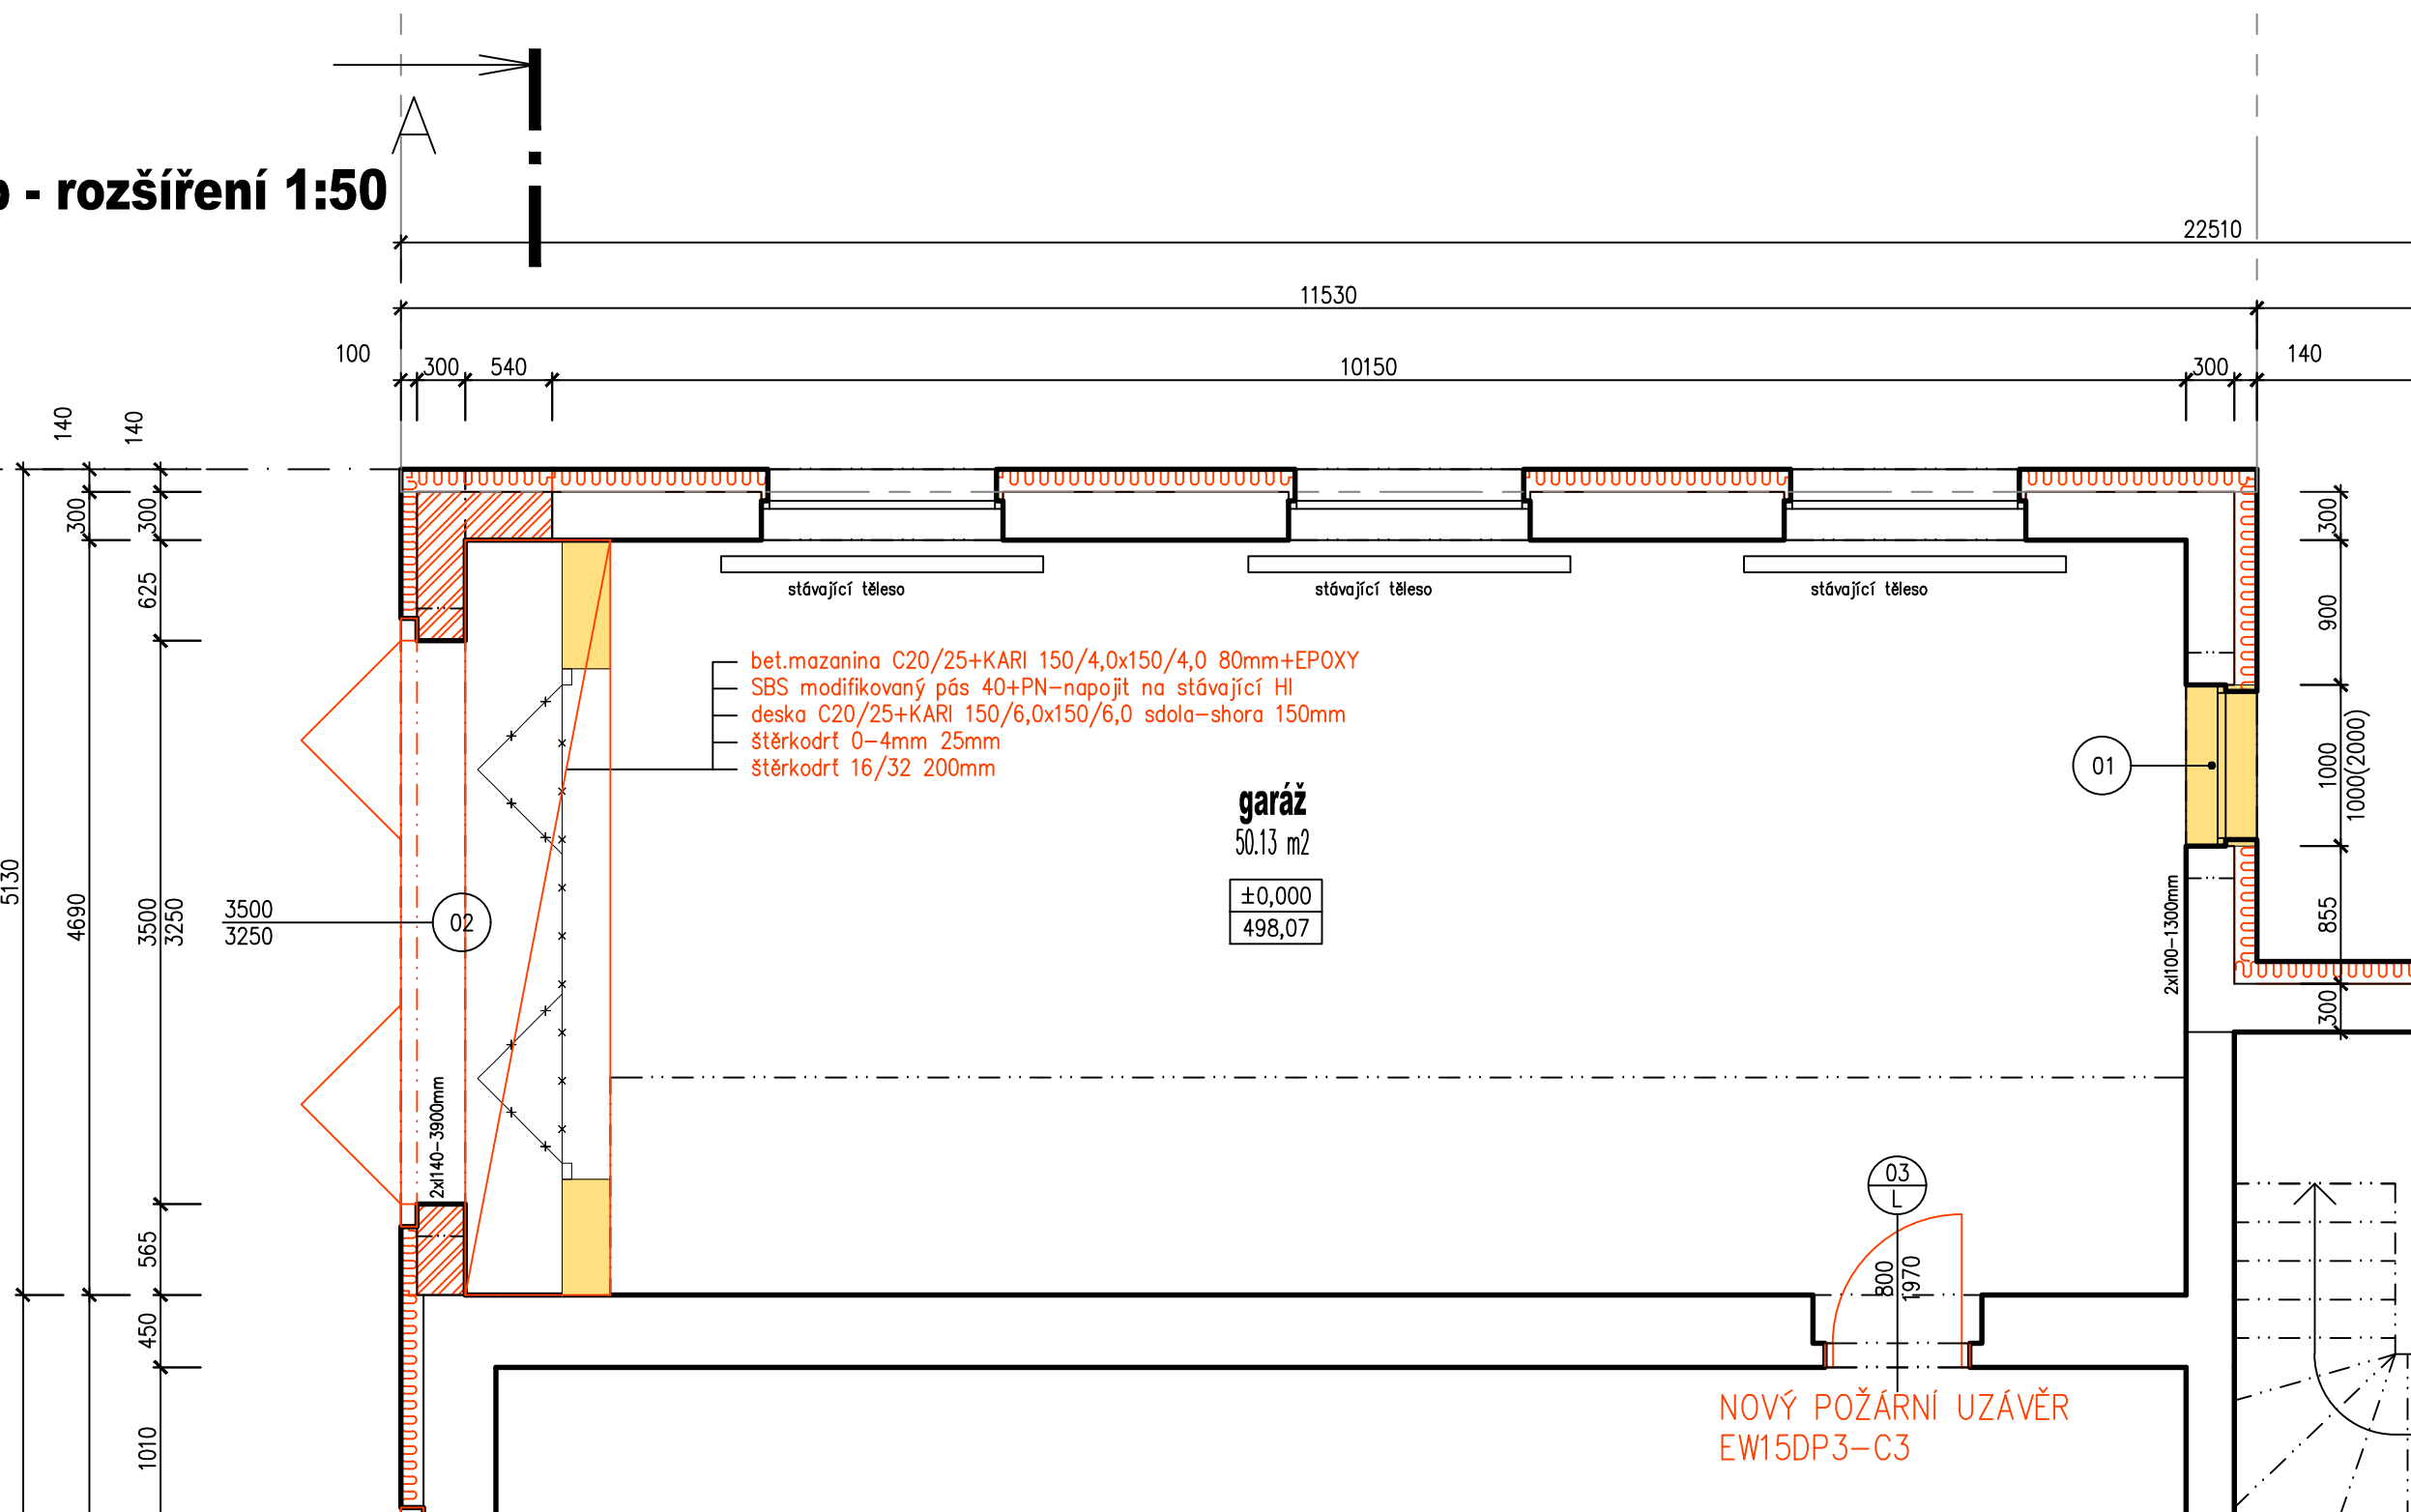 A
- rozšíření 1:50
22510
11530
100
300
540
10150
300
140
140
140
300
300
625
5130
4690
3500
3250
565
450
1010
3500
3250
02
2xI140-3900mm
stávající těleso
stávající těleso
stávající těleso
bet.mazanina C20/25+KARI 150/4,0x150/4,0 80mm+EPOXY
SBS modifikovaný pás 40+PN-napojit na stávající HI
deska C20/25+KARI 150/6,0x150/6,0 sdola-shora 150mm
štěrkodrť 0-4mm 25mm
štěrkodrť 16/32 200mm
garáž
50.13 m2
±0,000
498,07
01
2xI100-1300mm
300
900
1000
1000(2000)
855
300
03
L
800
1970
NOVÝ POŽÁRNÍ UZÁVĚR
EW15DP3-C3